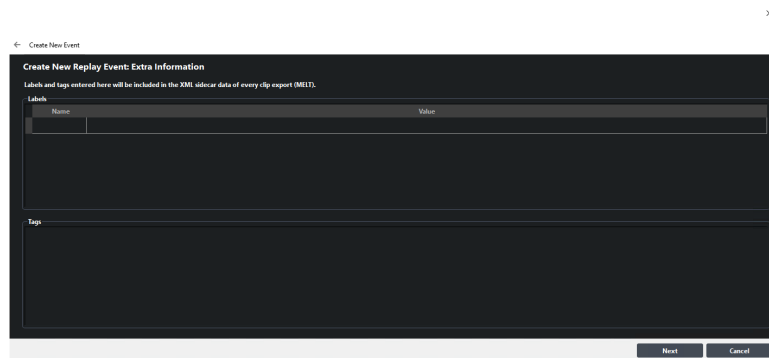 Create New Event
Create New Replay Event: Extra Information
Labels and tags entered here will be included in the XML sidecar data of every clip export (MELT).
Labels
Name Value
Tags
Next Cancel